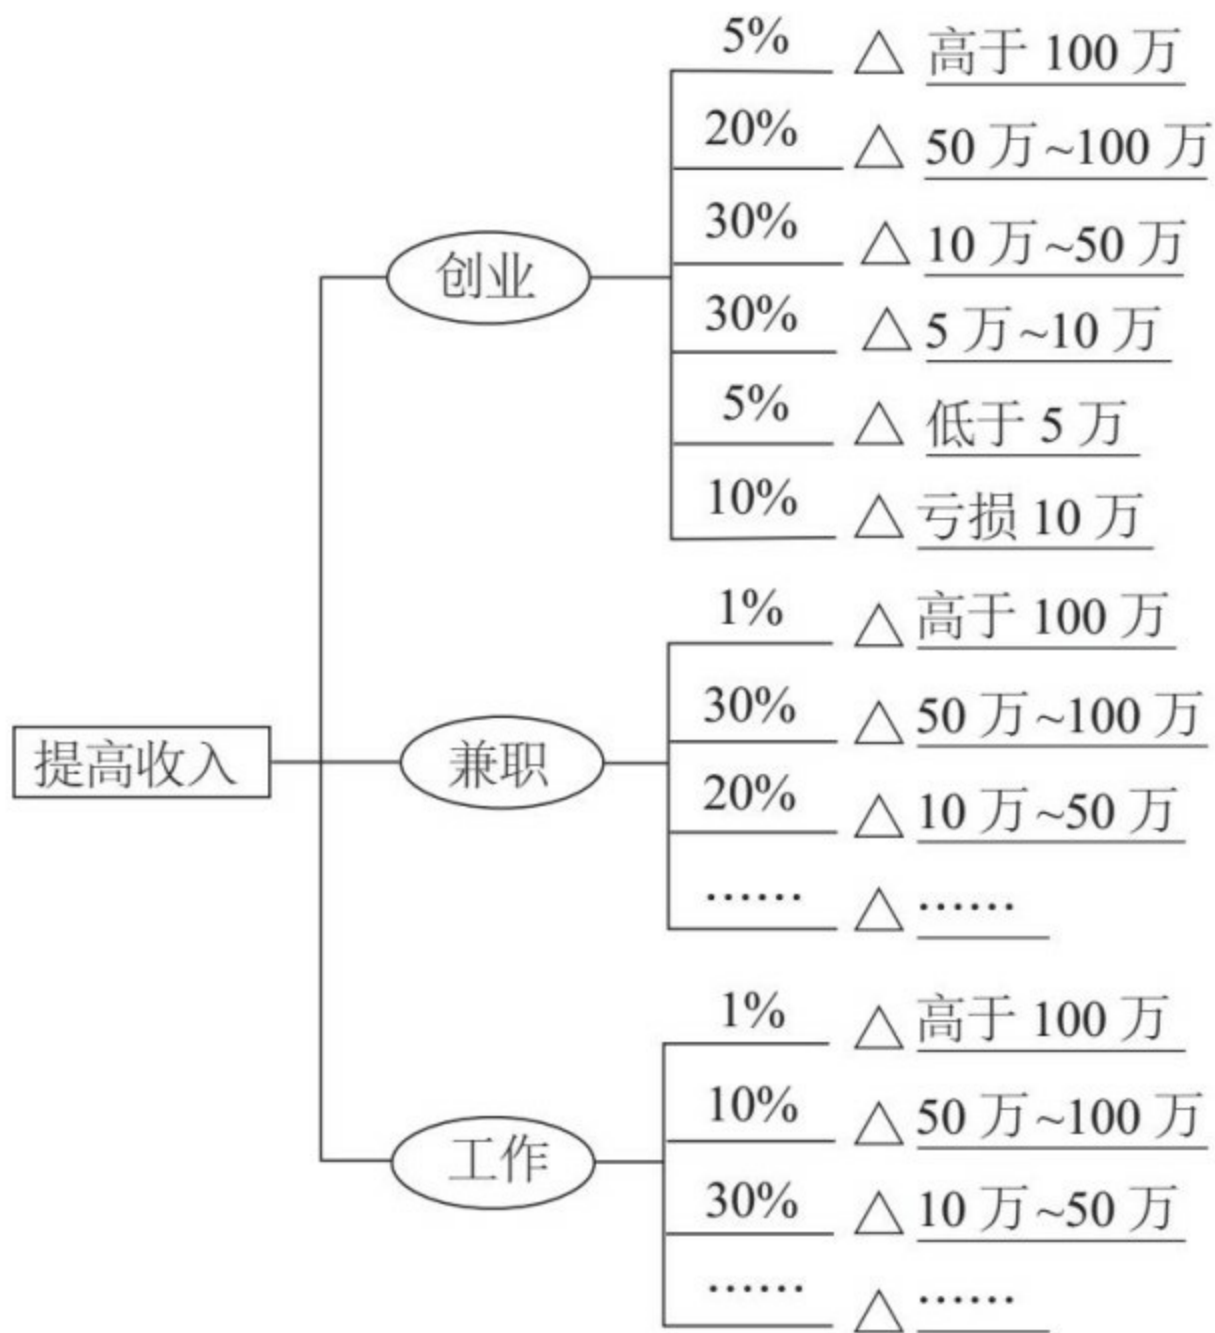 5% △ 高于 100 万
20% △ 50 万~100 万
30% △ 10 万~50 万
创业
30% △ 5 万~10 万
5% △ 低于 5 万
10% △ 亏损 10 万
1% △ 高于 100 万
30% △ 50 万~100 万
提高收入
兼职
20% △ 10 万~50 万
…… △ ……
1% △ 高于 100 万
10% △ 50 万~100 万
工作
30% △ 10 万~50 万
…… △ ……